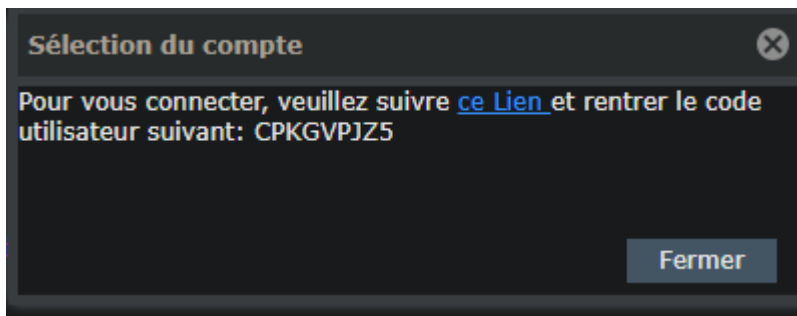 Sélection du compte
Pour vous connecter, veuillez suivre ce Lien et rentrer le code
utilisateur suivant: CPKGVPJZ5
Fermer